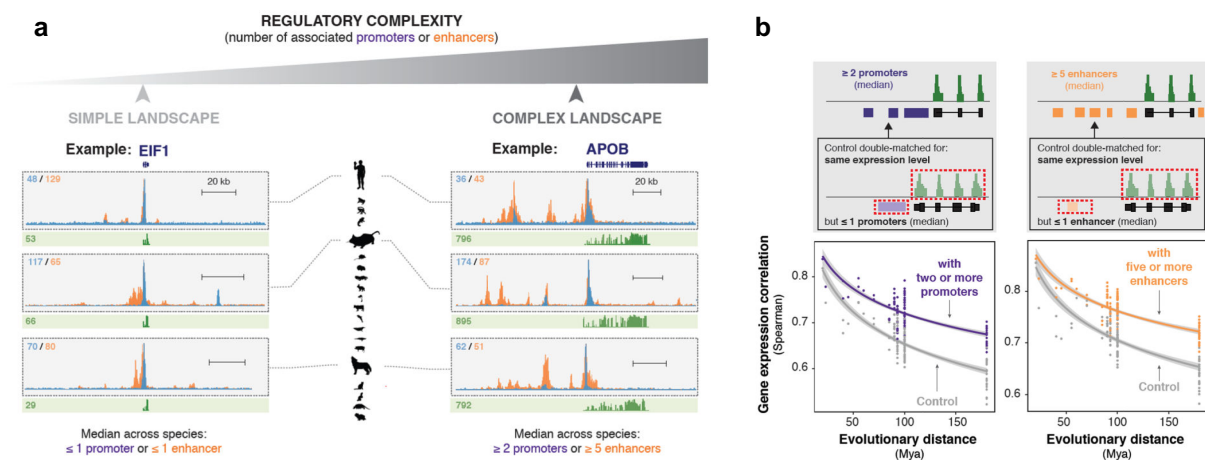 a
REGULATORY COMPLEXITY
(number of associated promoters or enhancers)
SIMPLE LANDSCAPE
COMPLEX LANDSCAPE
Example: EIF1
Example: APOB
48 / 129
20 kb
53
117 / 65
66
70 / 80
29
36 / 43
20 kb
796
174 / 87
895
62 / 51
792
Median across species:
≤ 1 promoter or ≤ 1 enhancer
Median across species:
≥ 2 promoters or ≥ 5 enhancers
b
≥ 2 promoters
(median)
Control double-matched for:
same expression level
but ≤ 1 promoters (median)
≥ 5 enhancers
(median)
Control double-matched for:
same expression level
but ≤ 1 enhancer (median)
Gene expression correlation
(Spearman)
0.8
0.7
0.6
with
two or more
promoters
Control
50
100
150
Evolutionary distance
(Mya)
0.8
0.7
0.6
with
five or more
enhancers
Control
50
100
150
Evolutionary distance
(Mya)